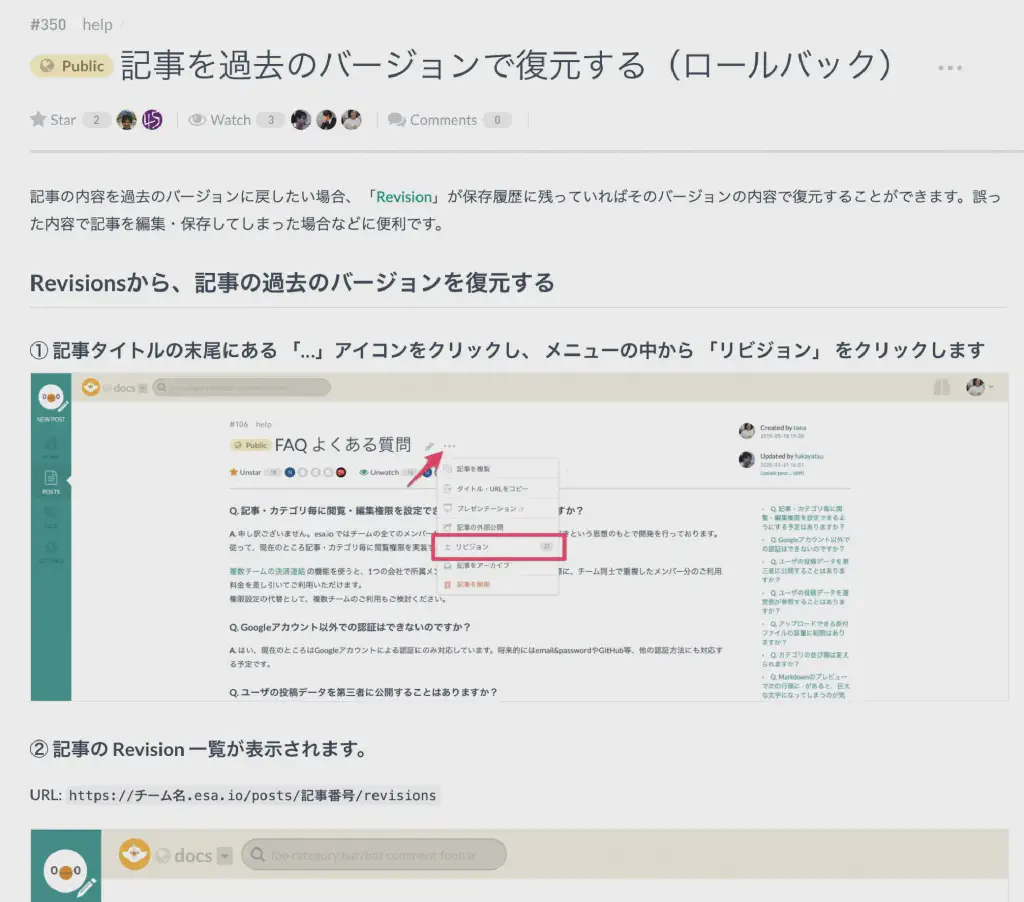 #350 help /
Public 記事を過去のバージョンで復元する（ロールバック） ...
Star 2 Watch 3 Comments 0
記事の内容を過去のバージョンに戻したい場合、「Revision」が保存履歴に残っていればそのバージョンの内容で復元することができます。誤っ
た内容で記事を編集・保存してしまった場合などに便利です。
Revisionsから、記事の過去のバージョンを復元する
① 記事タイトルの末尾にある 「...」アイコンをクリックし、 メニューの中から 「リビジョン」 をクリックします
docs
NEW POST
POSTS
#106 help
Public FAQ よくある質問
Unstar Unwatch
記事を複製
タイトル・URLをコピー
プレゼンテーション
記事の外部公開
リビジョン
記事をアーカイブ
記事を削除
Created by
Updated by fukayatsu
Q. 記事・カテゴリ毎に閲覧・編集権限を設定でき
すか？
A. 申し訳ございません。esa.io ではチームの全てのメン
きという思想のもとで開発を行っております。
従って、現在のところ記事・カテゴリ毎に閲覧権限を実装
複数チームの決済連結 の機能を使うと、1つの会社で所属メン
に、チーム同士で重複したメンバー分のご利用
料金を差し引いてご利用いただけます。
権限設定の代替として、複数チームのご利用もご検討ください。
Q. Googleアカウント以外での認証はできないのですか？
A. はい、現在のところはGoogleアカウントによる認証にのみ対応しています。将来的にはemail&passwordやGitHub等、他の認証方法にも対応す
る予定です。
Q. ユーザの投稿データを第三者に公開することはありますか？
Q. 記事・カテゴリ毎に閲
覧・編集権限を設定できるよ
うにする予定はありますか？
Q. Googleアカウント以外で
の認証はできないのですか？
Q. ユーザの投稿データを第
三者に公開することはありま
すか？
Q. ユーザの投稿データを運
営側が参照することはありま
すか？
Q. アップロードできる添付
ファイルの容量に制限はあり
ますか？
Q. カテゴリの並び順は変え
られますか？
Q. Markdownのプレビュー
で次の行頭に - があると、巨大
な文字になってしまうのが気
② 記事の Revision 一覧が表示されます。
URL: https://チーム名.esa.io/posts/記事番号/revisions
docs foo category:bar/baz comment:foobar